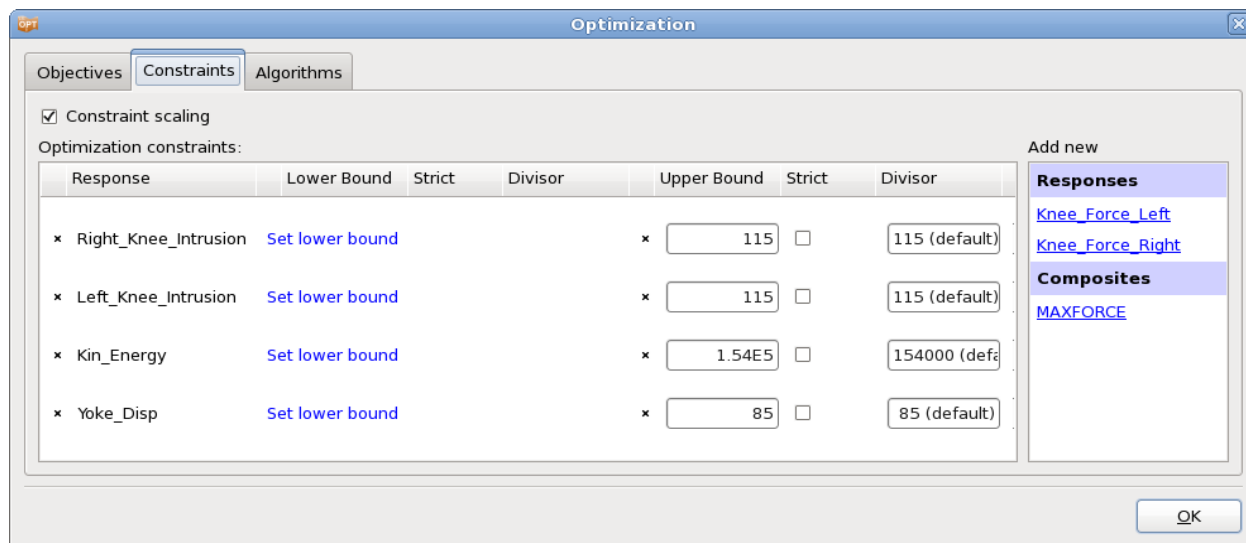 OPT Optimization
Objectives Constraints Algorithms
Constraint scaling
Optimization constraints: Add new
Response Lower Bound Strict Divisor Upper Bound Strict Divisor Responses
Knee_Force_Left
Right_Knee_Intrusion Set lower bound 115 115 (default) Knee_Force_Right
Composites
Left_Knee_Intrusion Set lower bound 115 115 (default) MAXFORCE
Kin_Energy Set lower bound 1.54E5 154000 (defa
Yoke_Disp Set lower bound 85 85 (default)
OK